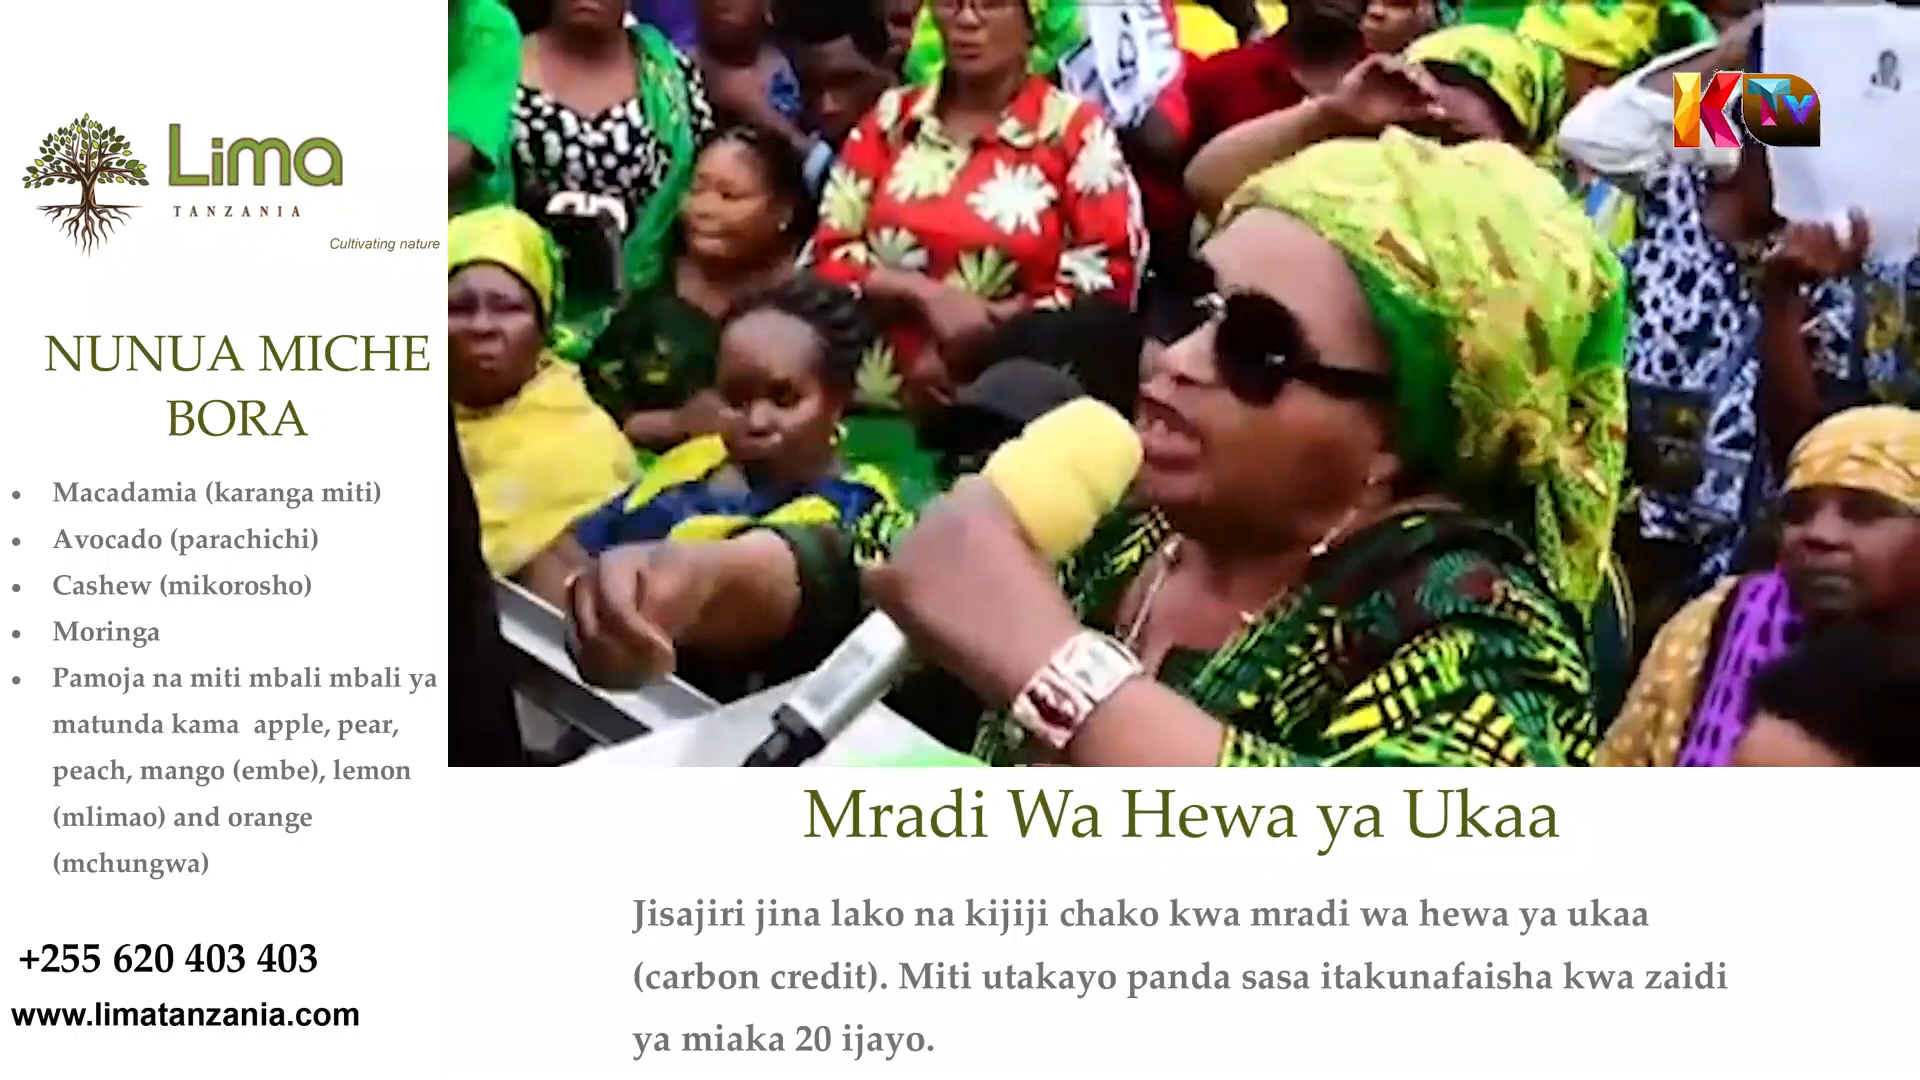 Lima
TANZANIA
Cultivating nature
NUNUA MICHE
BORA
• Macadamia (karanga miti)
• Avocado (parachichi)
• Cashew (mikorosho)
• Moringa
• Pamoja na miti mbali mbali ya
matunda kama apple, pear,
peach, mango (embe), lemon
(mlimao) and orange
(mchungwa)
+255 620 403 403
www.limatanzania.com
KTv
Mradi Wa Hewa ya Ukaa
Jisajiri jina lako na kijiji chako kwa mradi wa hewa ya ukaa
(carbon credit). Miti utakayo panda sasa itakunafaisha kwa zaidi
ya miaka 20 ijayo.